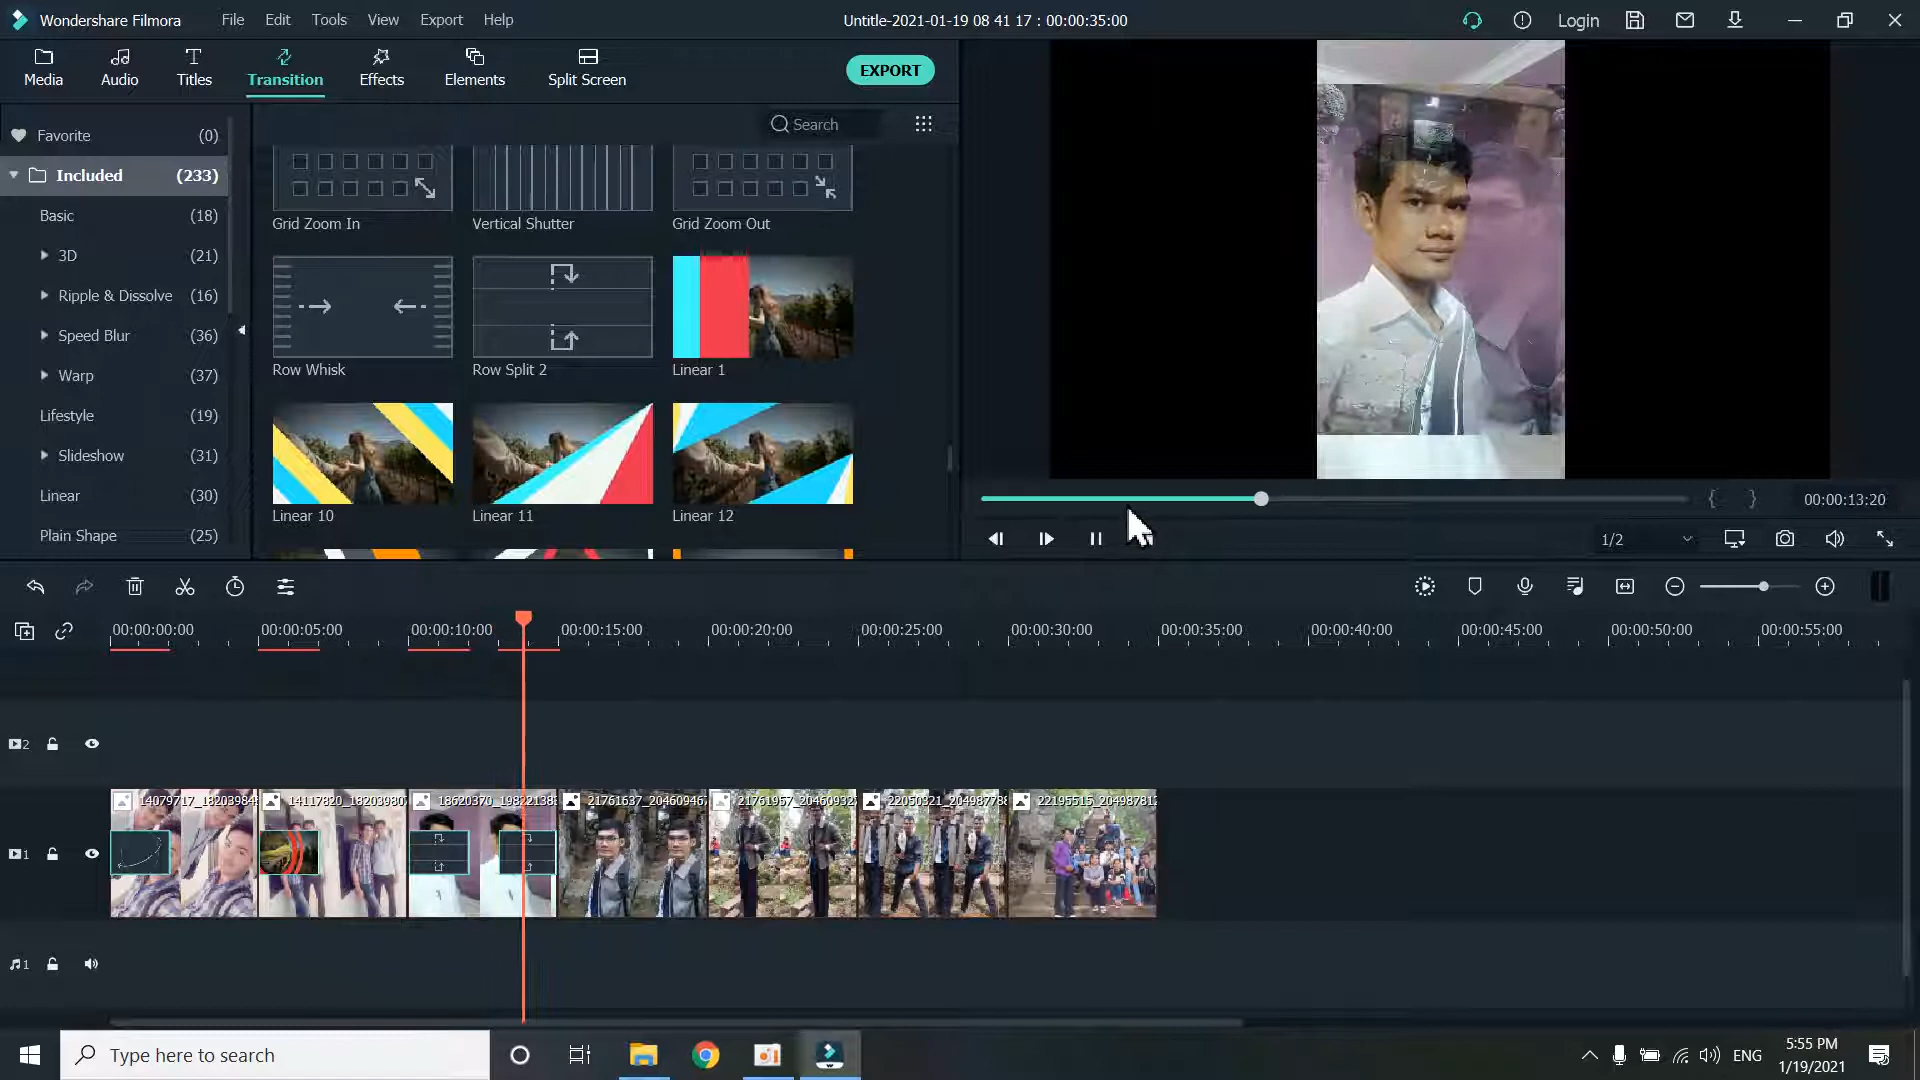 Wondershare Filmora File Edit Tools View Export Help Untitle-2021-01-19 08 41 17 : 00:00:35:00 Login
Media Audio Titles Transition Effects Elements Split Screen EXPORT
Search
Favorite (0)
Included (233)
Basic (18)
3D (21)
Ripple & Dissolve (16)
Speed Blur (36)
Warp (37)
Lifestyle (19)
Slideshow (31)
Linear (30)
Plain Shape (25)
Grid Zoom In Vertical Shutter Grid Zoom Out
Row Whisk Row Split 2 Linear 1
Linear 10 Linear 11 Linear 12
00:00:13:20
1/2
00:00:00:00 00:00:05:00 00:00:10:00 00:00:15:00 00:00:20:00 00:00:25:00 00:00:30:00 00:00:35:00 00:00:40:00 00:00:45:00 00:00:50:00 00:00:55:00
2
14079717_18203984 14117820_18203980 18620370_19822138 21761637_20460946 21761957_20460932 22050321_20498778 22195515_20498781
1
1
Type here to search
ENG
5:55 PM
1/19/2021